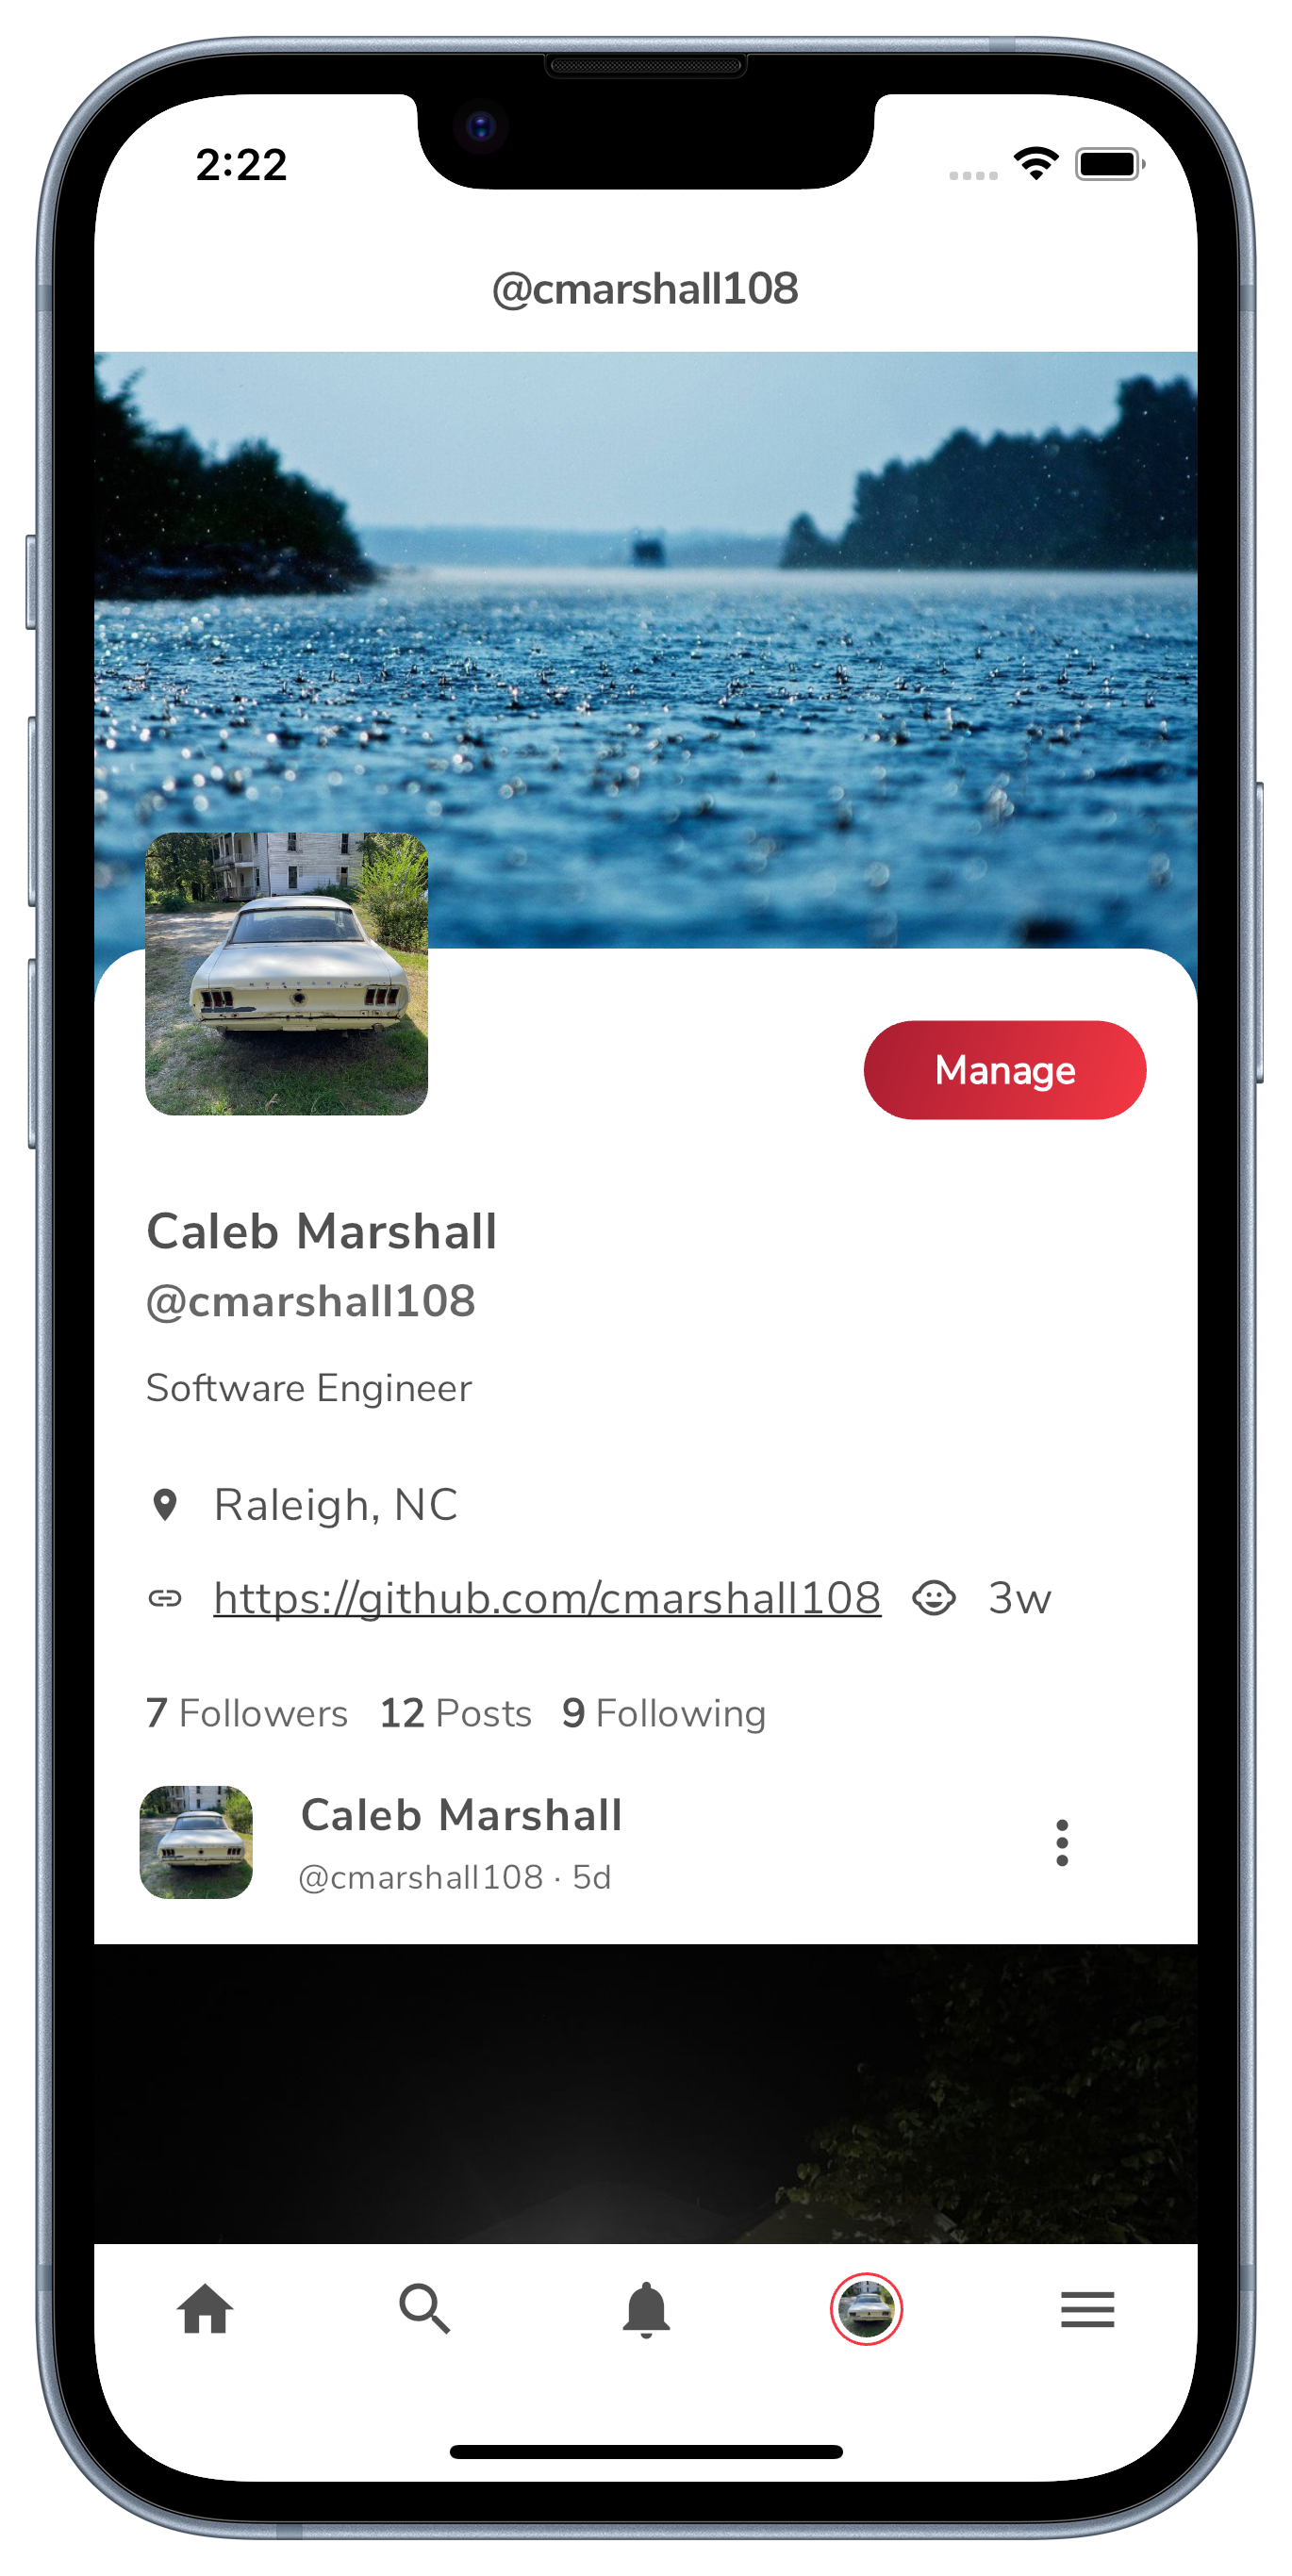 2:22
@cmarshall108
Manage
Caleb Marshall
@cmarshall108
Software Engineer
Raleigh, NC
https://github.com/cmarshall108 3w
7 Followers 12 Posts 9 Following
Caleb Marshall
@cmarshall108 · 5d